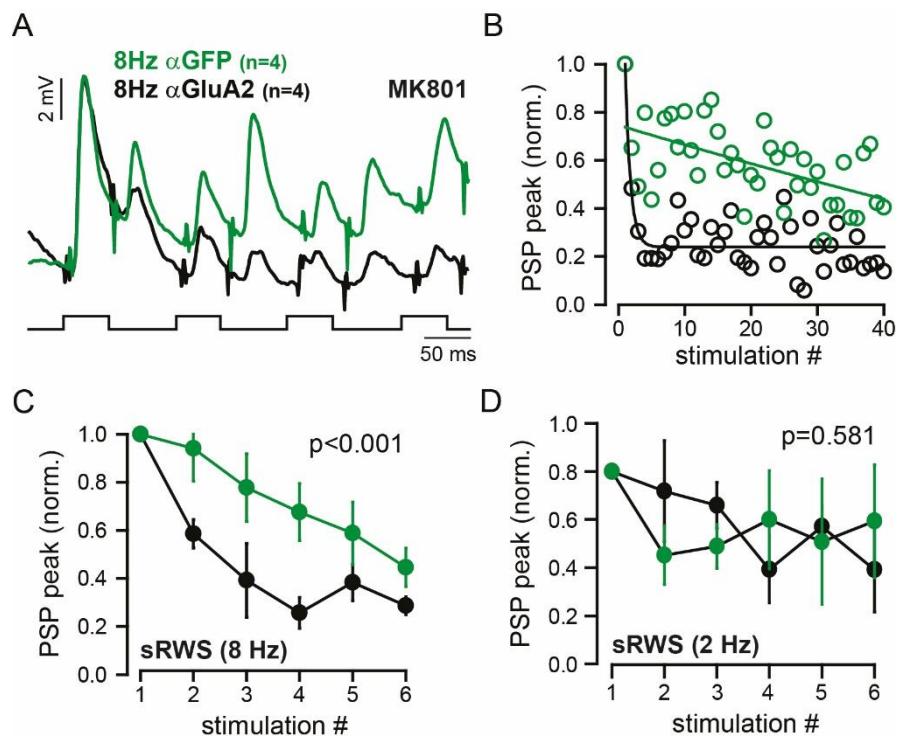 A
8Hz αGFP (n=4)
8Hz αGluA2 (n=4)
MK801
2 mV
50 ms
B
PSP peak (norm.)
1.0
0.8
0.6
0.4
0.2
0.0
0 10 20 30 40
stimulation #
C
p<0.001
PSP peak (norm.)
1.0
0.8
0.6
0.4
0.2
0.0
sRWS (8 Hz)
1 2 3 4 5 6
stimulation #
D
p=0.581
PSP peak (norm.)
1.0
0.8
0.6
0.4
0.2
0.0
sRWS (2 Hz)
1 2 3 4 5 6
stimulation #